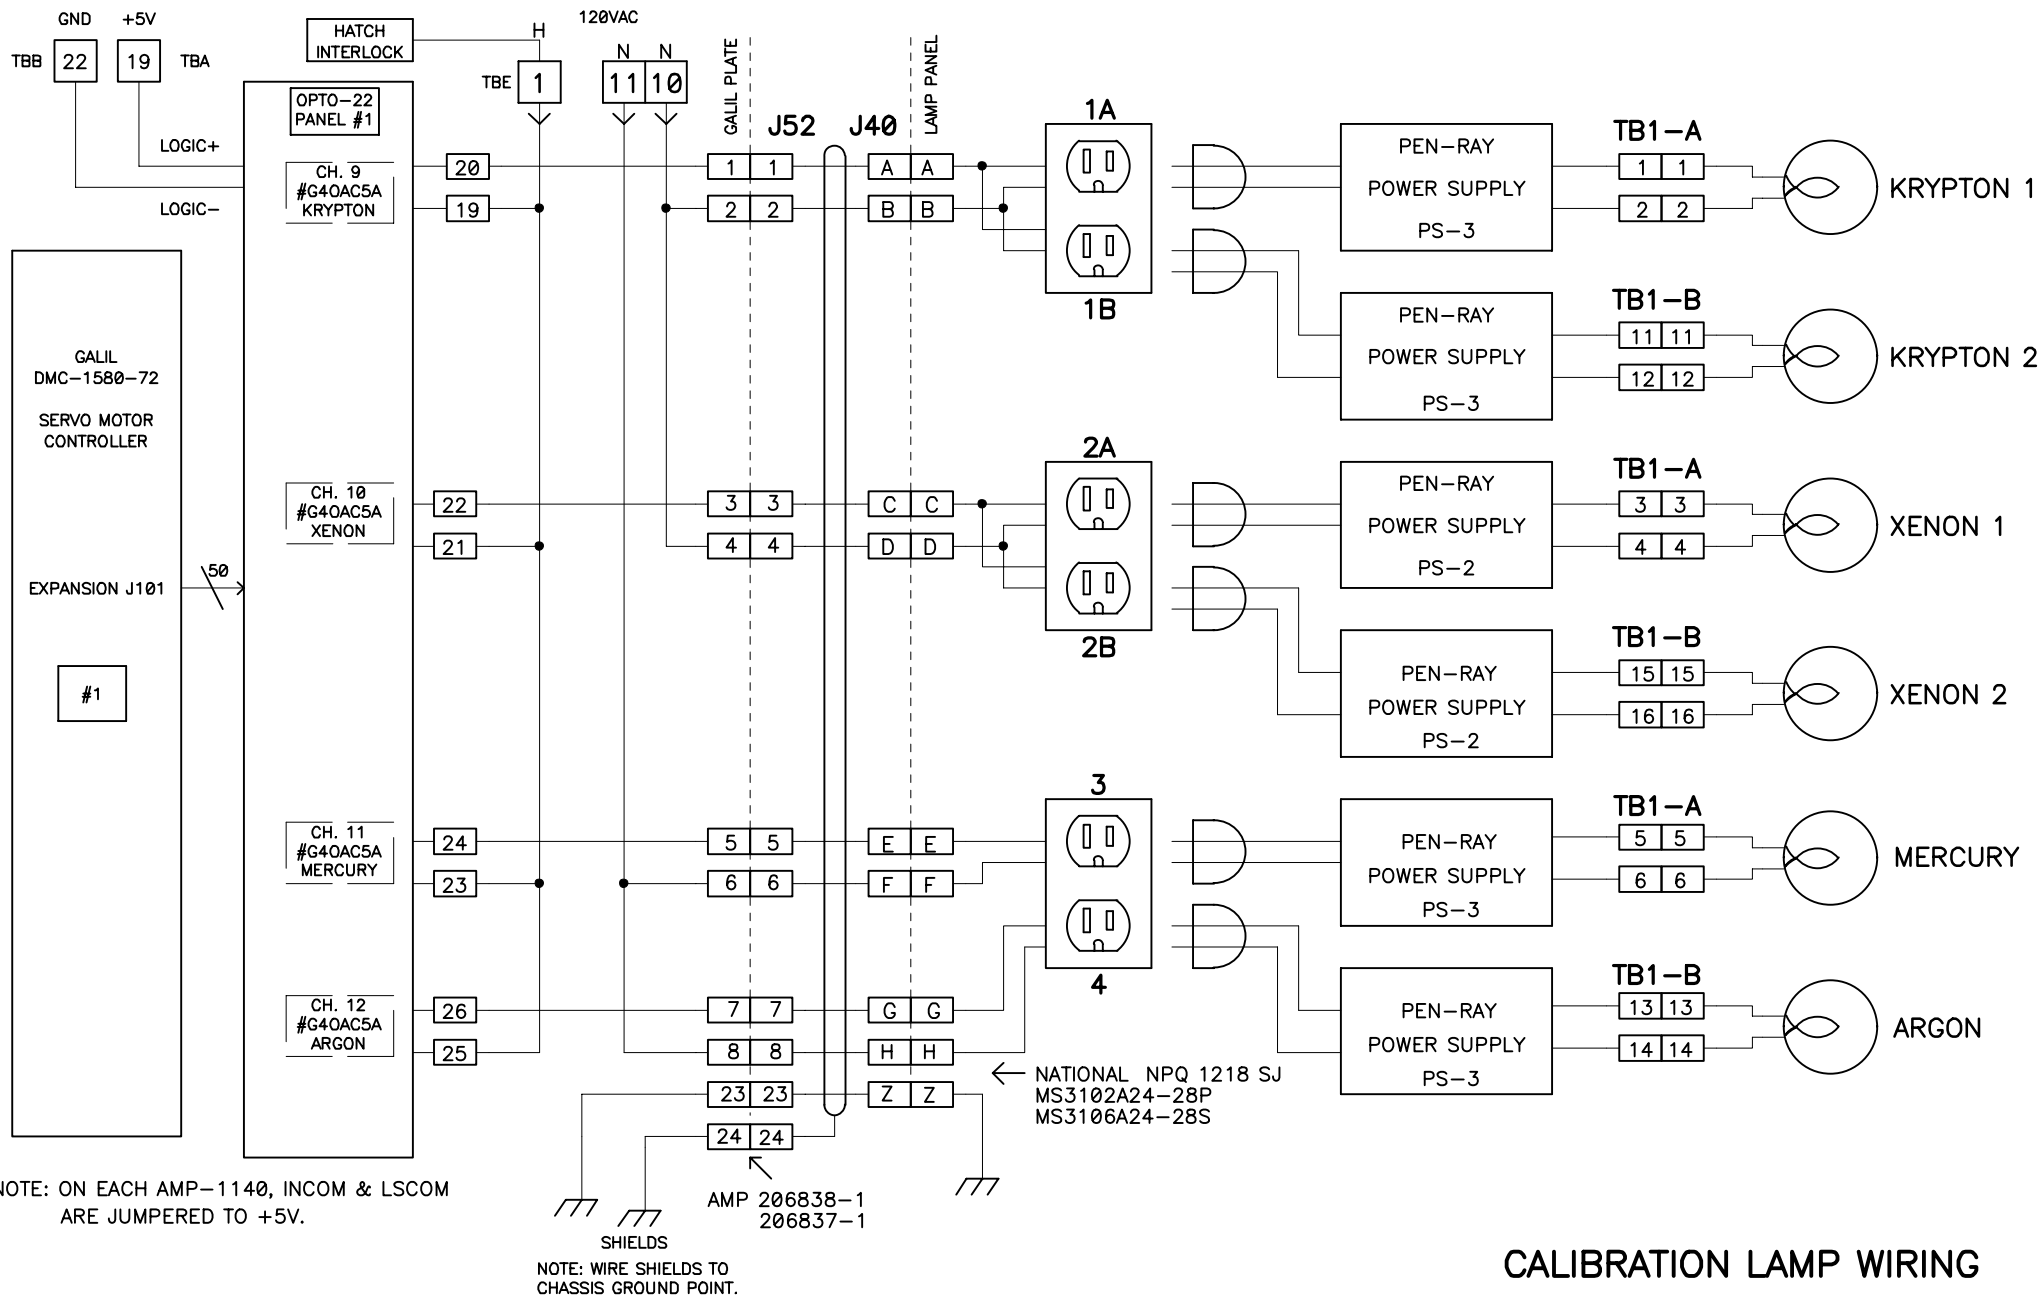 GND +5V
TBB 22 19 TBA
HATCH
INTERLOCK
H
120VAC
N N
TBE 1
11 10
GALIL PLATE
LAMP PANEL
J52 J40
OPTO-22
PANEL #1
LOGIC+
LOGIC-
CH. 9
#G4OAC5A
KRYPTON
20
19
1 1
2 2
A A
B B
1A
1B
PEN-RAY
POWER SUPPLY
PS-3
TB1-A
1 1
2 2
KRYPTON 1
PEN-RAY
POWER SUPPLY
PS-3
TB1-B
11 11
12 12
KRYPTON 2
GALIL
DMC-1580-72
SERVO MOTOR
CONTROLLER
EXPANSION J101
50
#1
CH. 10
#G4OAC5A
XENON
22
21
3 3
4 4
C C
D D
2A
2B
PEN-RAY
POWER SUPPLY
PS-2
TB1-A
3 3
4 4
XENON 1
PEN-RAY
POWER SUPPLY
PS-2
TB1-B
15 15
16 16
XENON 2
CH. 11
#G4OAC5A
MERCURY
24
23
5 5
6 6
E E
F F
3
4
PEN-RAY
POWER SUPPLY
PS-3
TB1-A
5 5
6 6
MERCURY
CH. 12
#G4OAC5A
ARGON
26
25
7 7
8 8
23 23
24 24
G G
H H
Z Z
PEN-RAY
POWER SUPPLY
PS-3
TB1-B
13 13
14 14
ARGON
NATIONAL NPQ 1218 SJ
MS3102A24-28P
MS3106A24-28S
NOTE: ON EACH AMP-1140, INCOM & LSCOM
ARE JUMPERED TO +5V.
AMP 206838-1
206837-1
SHIELDS
NOTE: WIRE SHIELDS TO
CHASSIS GROUND POINT.
CALIBRATION LAMP WIRING